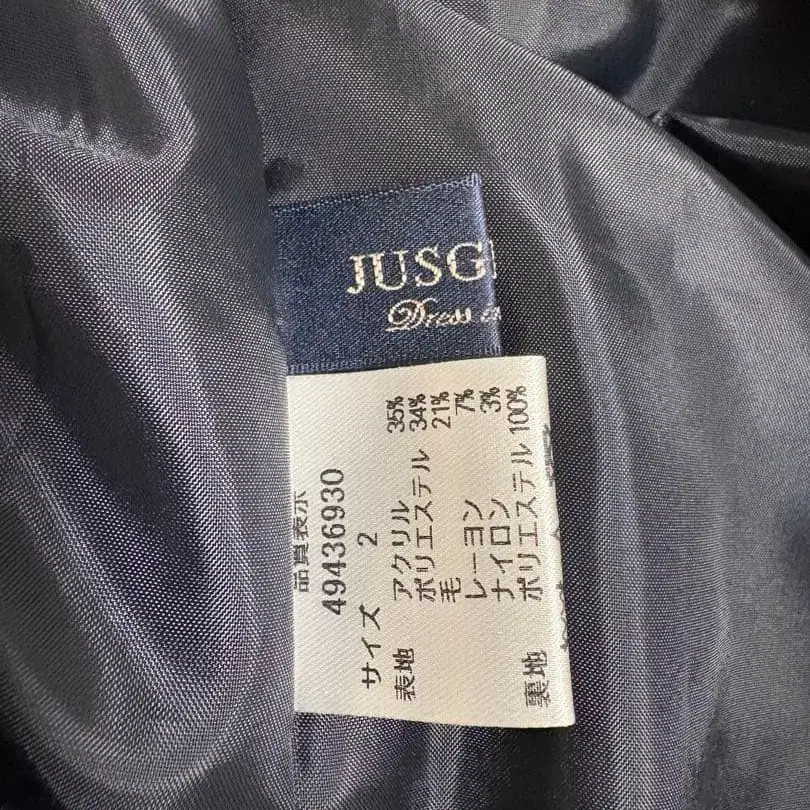 JUSGL
Dress
品質表示
49436930
サイズ 2
表地 アクリル 35%
ポリエステル 34%
毛 21%
レーヨン 7%
ナイロン 3%
裏地 ポリエステル 100%